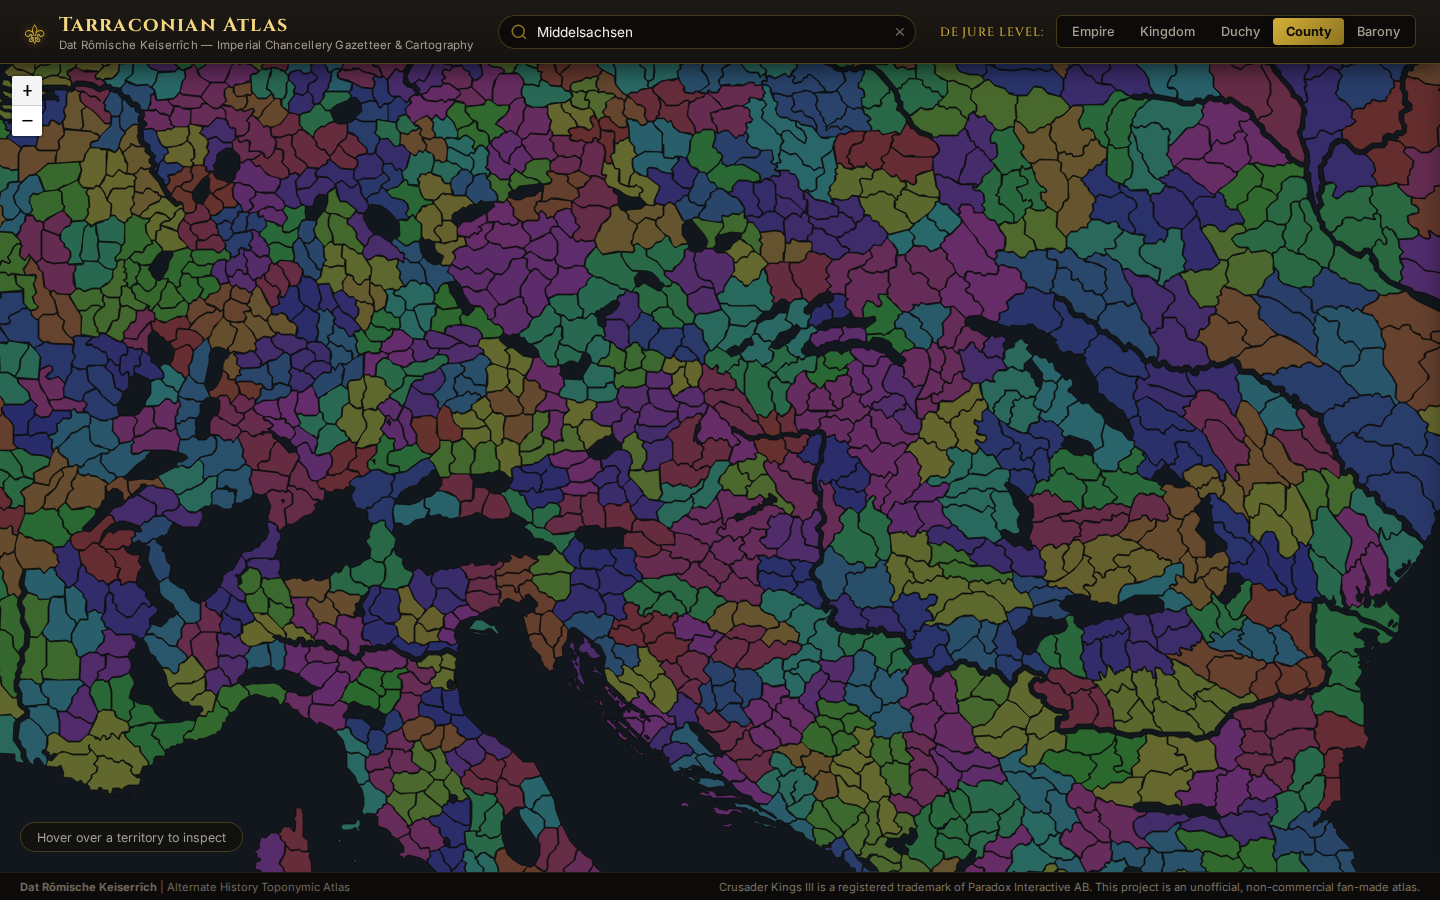 TARRACONIAN ATLAS
Dat Rômische Keiserrîch — Imperial Chancellery Gazetteer & Cartography
Middelsachsen
×
DE JURE LEVEL:
Empire
Kingdom
Duchy
County
Barony
+
−
Hover over a territory to inspect
Dat Rômische Keiserrîch | Alternate History Toponymic Atlas
Crusader Kings III is a registered trademark of Paradox Interactive AB. This project is an unofficial, non-commercial fan-made atlas.